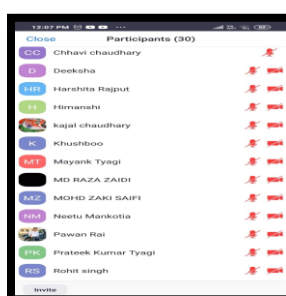 12:07 PM
Close Participants (30)
CC Chhavi chaudhary
D Deeksha
HR Harshita Rajput
H Himanshi
kajal chaudhary
K Khushboo
MT Mayank Tyagi
MD RAZA ZAIDI
MZ MOHD ZAKI SAIFI
NM Neetu Mankotia
Pawan Rai
PK Prateek Kumar Tyagi
RS Rohit singh
Invite